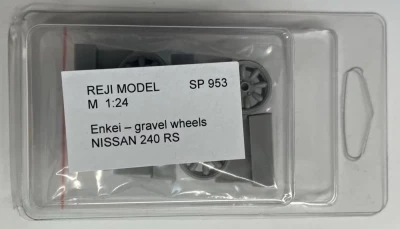 REJI MODEL SP 953
M 1:24
Enkei – gravel wheels
NISSAN 240 RS